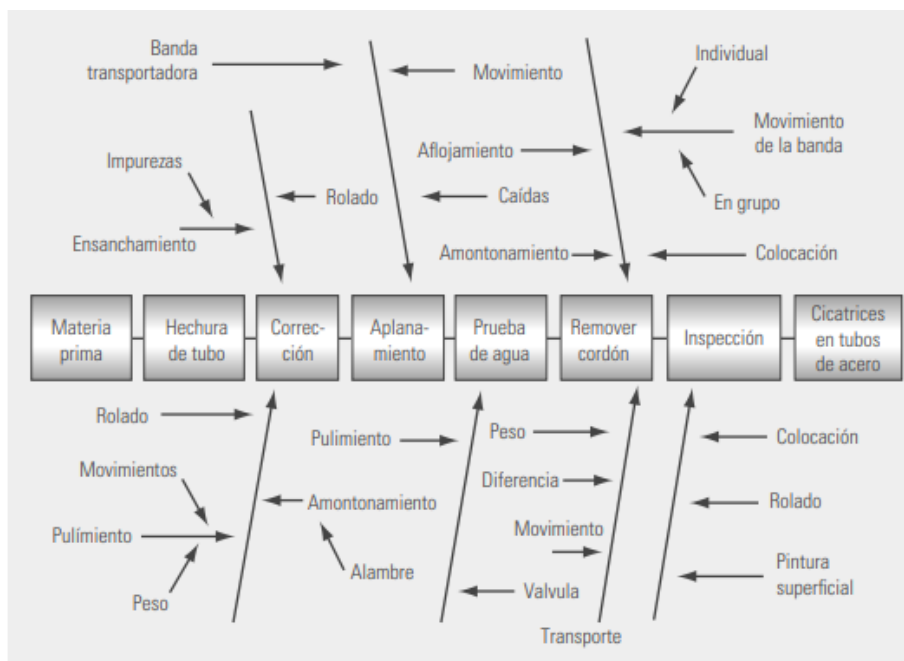 Banda
transportadora
Movimiento
Individual
Movimiento
de la banda
Aflojamiento
Impurezas
Rolado
Caídas
En grupo
Ensanchamiento
Amontonamiento
Colocación
Materia
prima
Hechura
de tubo
Correc-
ción
Aplana-
miento
Prueba
de agua
Remover
cordón
Inspección
Cicatrices
en tubos
de acero
Rolado
Pulimiento
Peso
Colocación
Movimientos
Diferencia
Amontonamiento
Rolado
Pulímiento
Movimiento
Alambre
Peso
Valvula
Pintura
superficial
Transporte